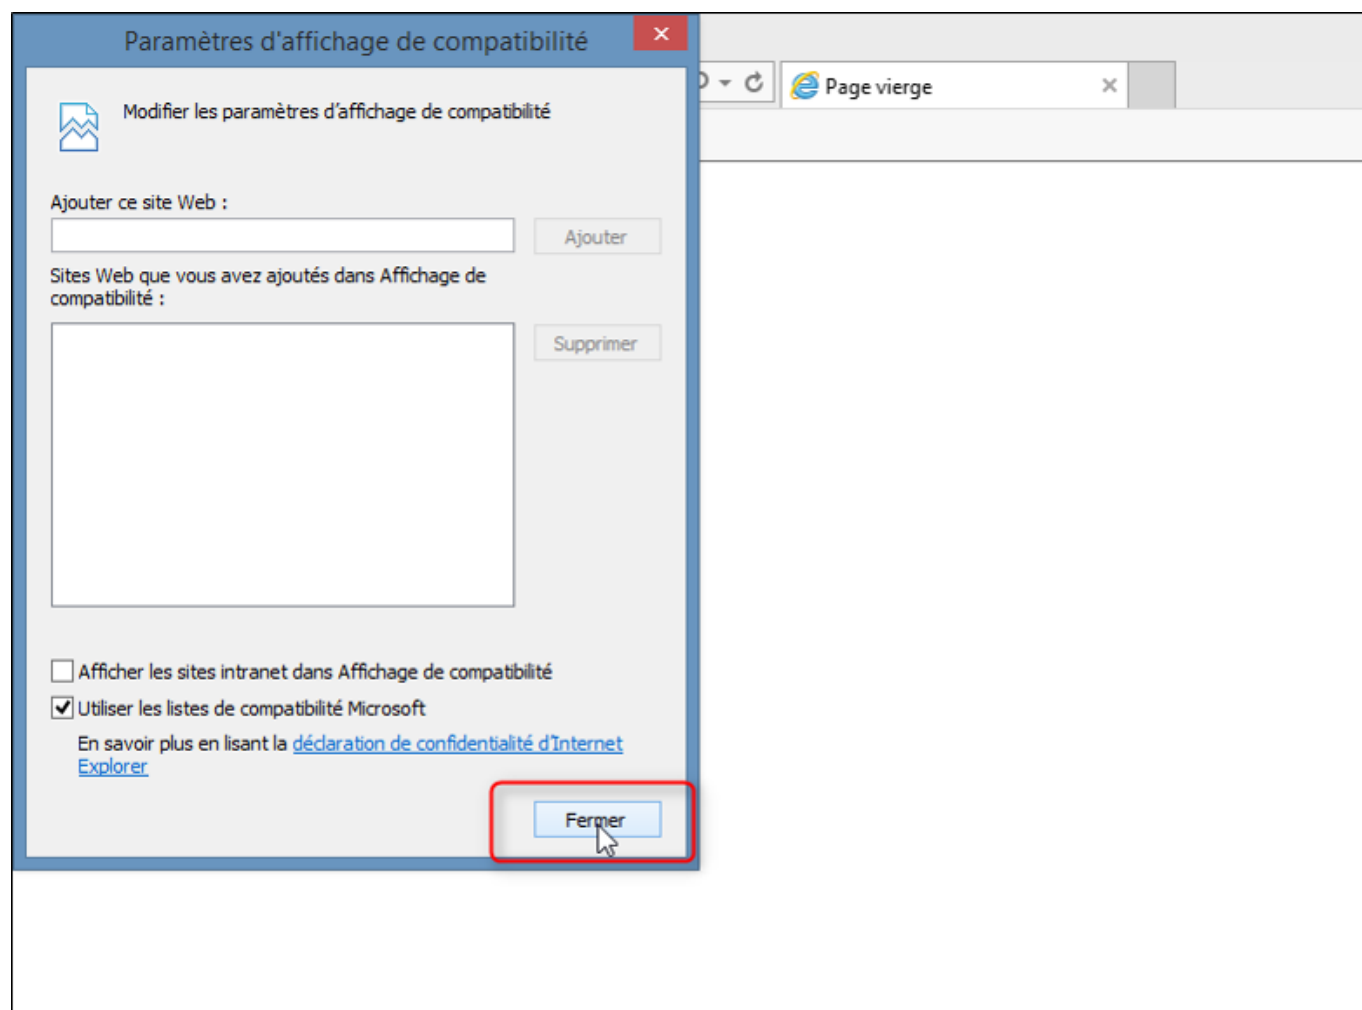 Paramètres d'affichage de compatibilité
Page vierge
Modifier les paramètres d'affichage de compatibilité
Ajouter ce site Web :
Ajouter
Sites Web que vous avez ajoutés dans Affichage de
compatibilité :
Supprimer
Afficher les sites intranet dans Affichage de compatibilité
Utiliser les listes de compatibilité Microsoft
En savoir plus en lisant la déclaration de confidentialité d'Internet
Explorer
Fermer